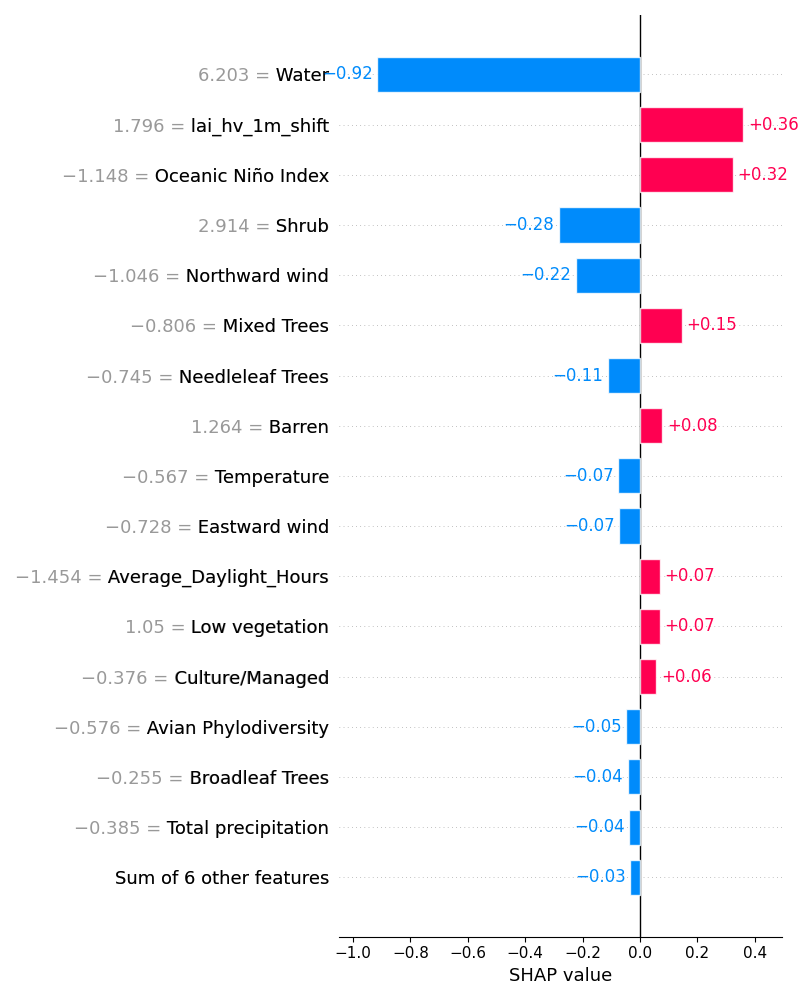 6.203 = Water −0.92
1.796 = lai_hv_1m_shift +0.36
−1.148 = Oceanic Niño Index +0.32
2.914 = Shrub −0.28
−1.046 = Northward wind −0.22
−0.806 = Mixed Trees +0.15
−0.745 = Needleleaf Trees −0.11
1.264 = Barren +0.08
−0.567 = Temperature −0.07
−0.728 = Eastward wind −0.07
−1.454 = Average_Daylight_Hours +0.07
1.05 = Low vegetation +0.07
−0.376 = Culture/Managed +0.06
−0.576 = Avian Phylodiversity −0.05
−0.255 = Broadleaf Trees −0.04
−0.385 = Total precipitation −0.04
Sum of 6 other features −0.03
−1.0 −0.8 −0.6 −0.4 −0.2 0.0 0.2 0.4
SHAP value